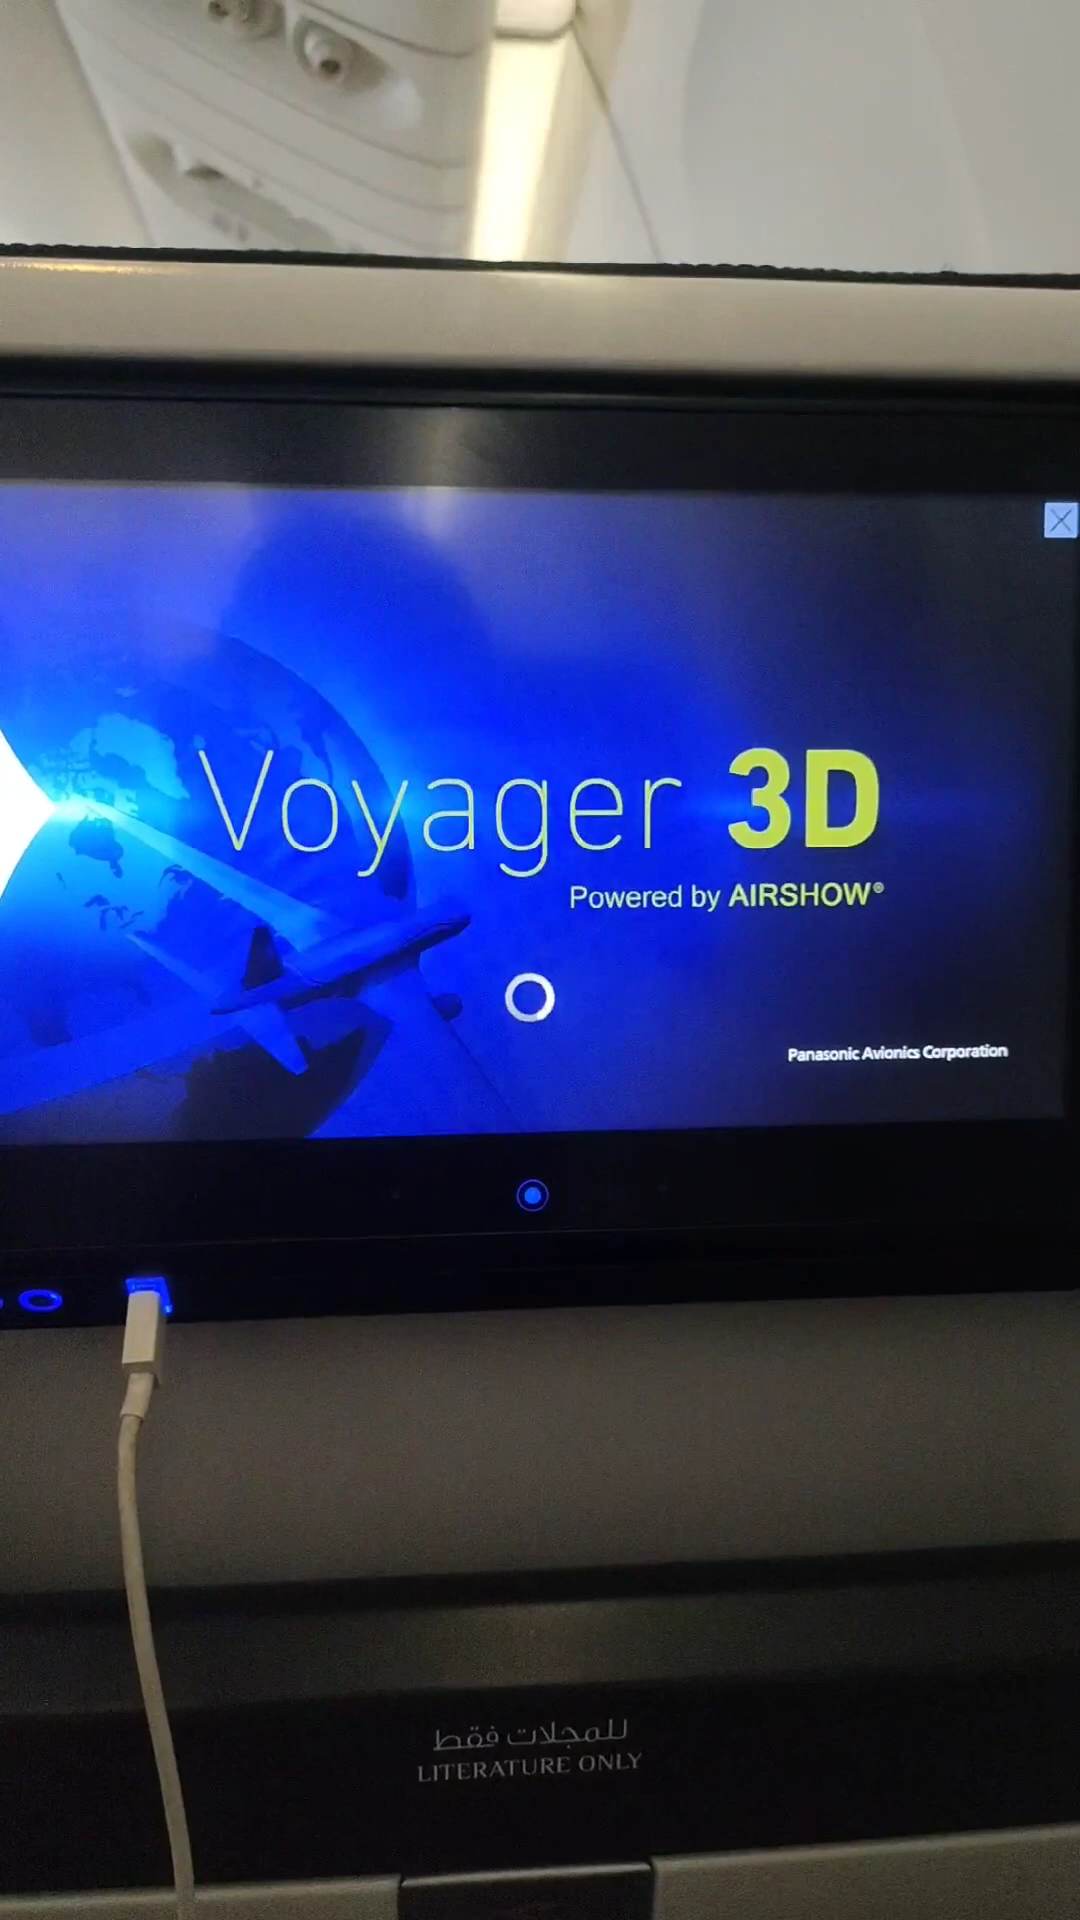 Voyager 3D
Powered by AIRSHOW®
Panasonic Avionics Corporation
للمجلات فقط
LITERATURE ONLY